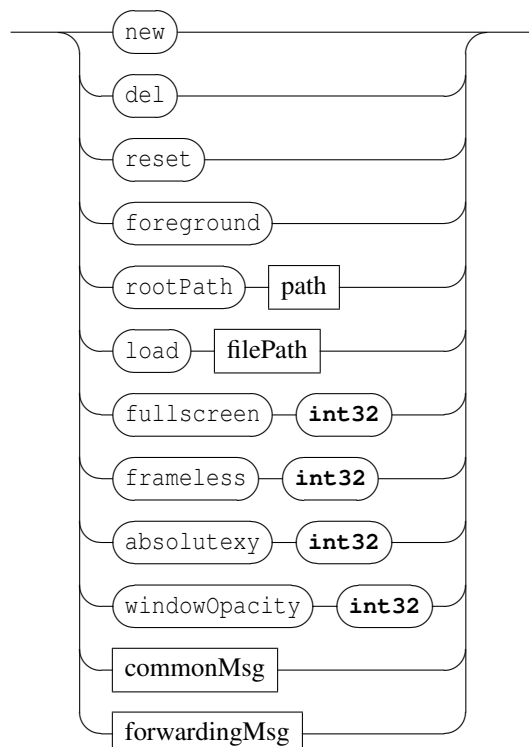 new
del
reset
foreground
rootPath path
load filePath
fullscreen int32
frameless int32
absolutexy int32
windowOpacity int32
commonMsg
forwardingMsg